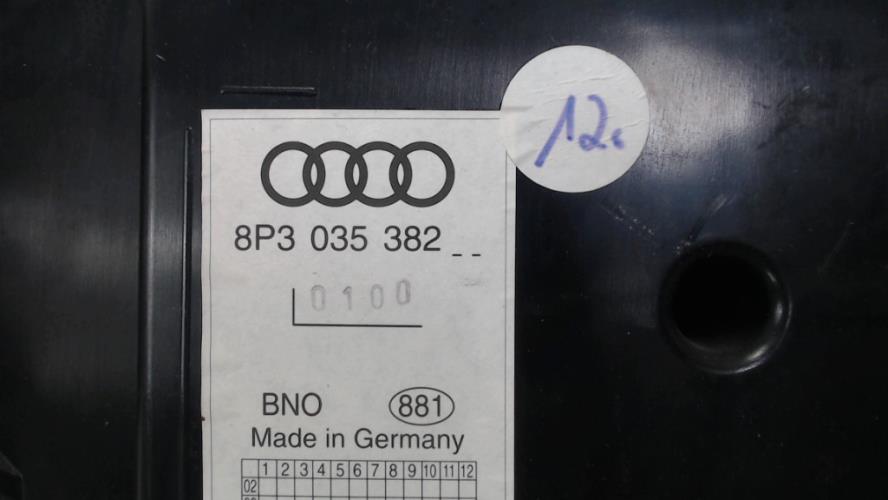 12.
8P3 035 382 _ _
0100
BNO 881
Made in Germany
1 2 3 4 5 6 7 8 9 10 11 12
02